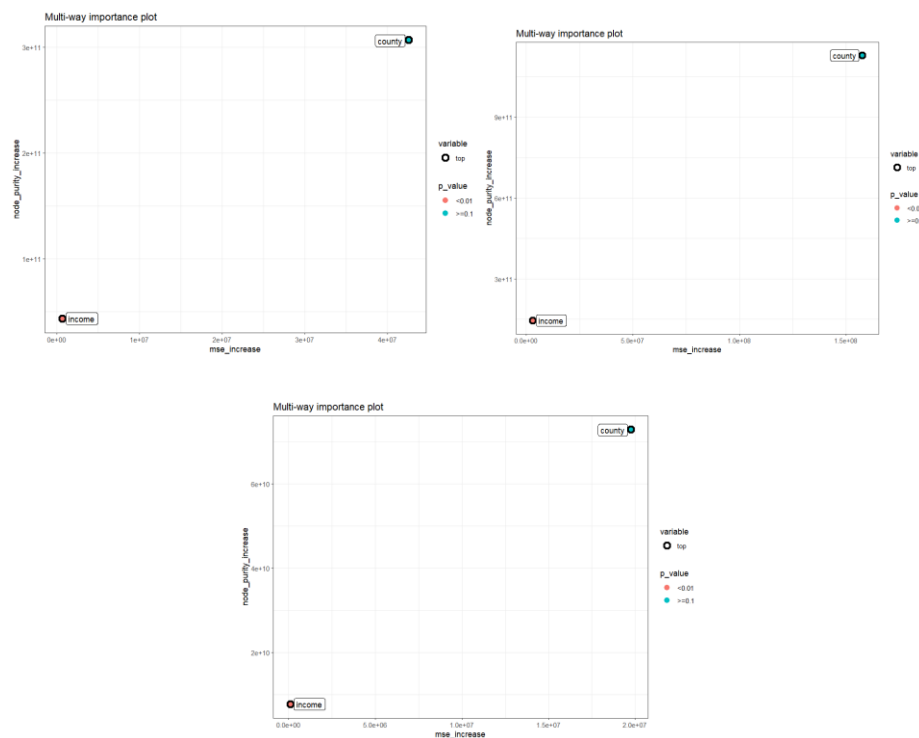 Multi-way importance plot
county
3e+11
2e+11
1e+11
node_purity_increase
income
0e+00 1e+07 2e+07 3e+07 4e+07
mse_increase
variable
top
p_value
<0.01
>=0.1
Multi-way importance plot
county
9e+11
6e+11
3e+11
node_purity_increase
income
0.0e+00 5.0e+07 1.0e+08 1.5e+08
mse_increase
variable
top
p_value
<0.0
>=0
Multi-way importance plot
county
6e+10
4e+10
2e+10
node_purity_increase
income
0.0e+00 5.0e+06 1.0e+07 1.5e+07 2.0e+07
mse_increase
variable
top
p_value
<0.01
>=0.1